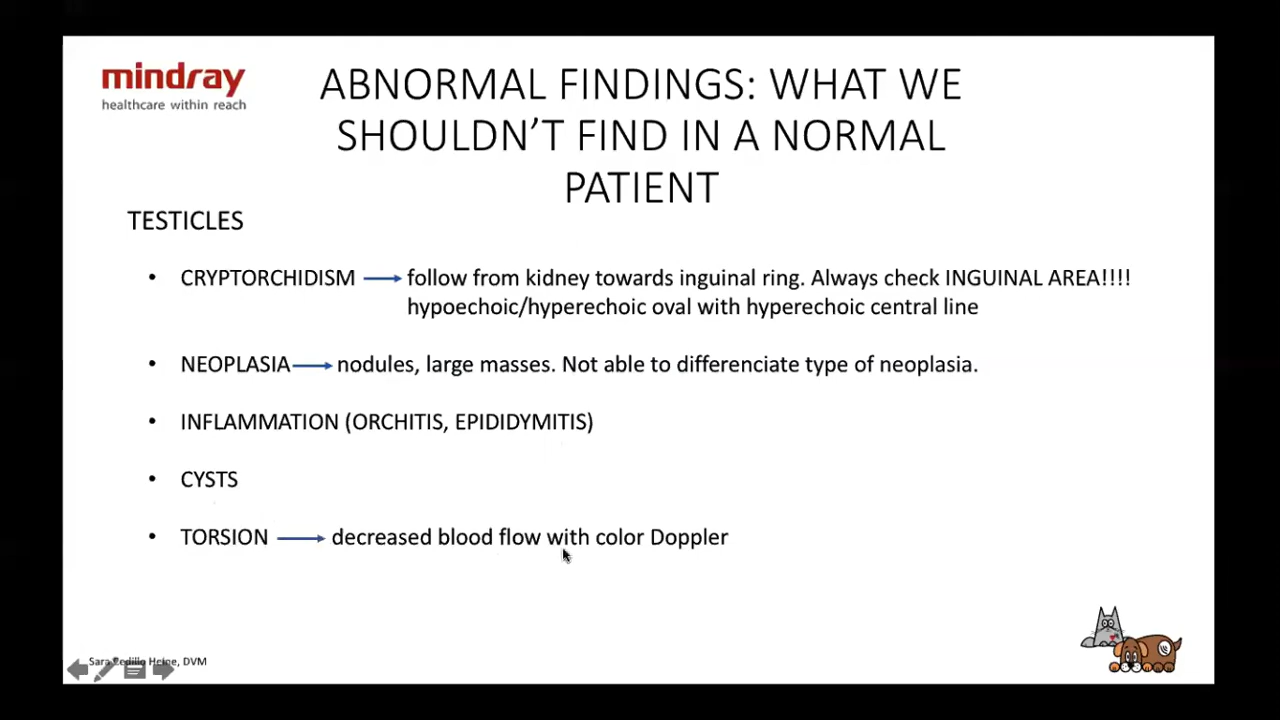 mindray
healthcare within reach
ABNORMAL FINDINGS: WHAT WE
SHOULDN'T FIND IN A NORMAL
PATIENT
TESTICLES
• CRYPTORCHIDISM → follow from kidney towards inguinal ring. Always check INGUINAL AREA!!!!
hypoechoic/hyperechoic oval with hyperechoic central line
• NEOPLASIA → nodules, large masses. Not able to differenciate type of neoplasia.
• INFLAMMATION (ORCHITIS, EPIDIDYMITIS)
• CYSTS
• TORSION → decreased blood flow with color Doppler
Sara Cedillo Heine, DVM